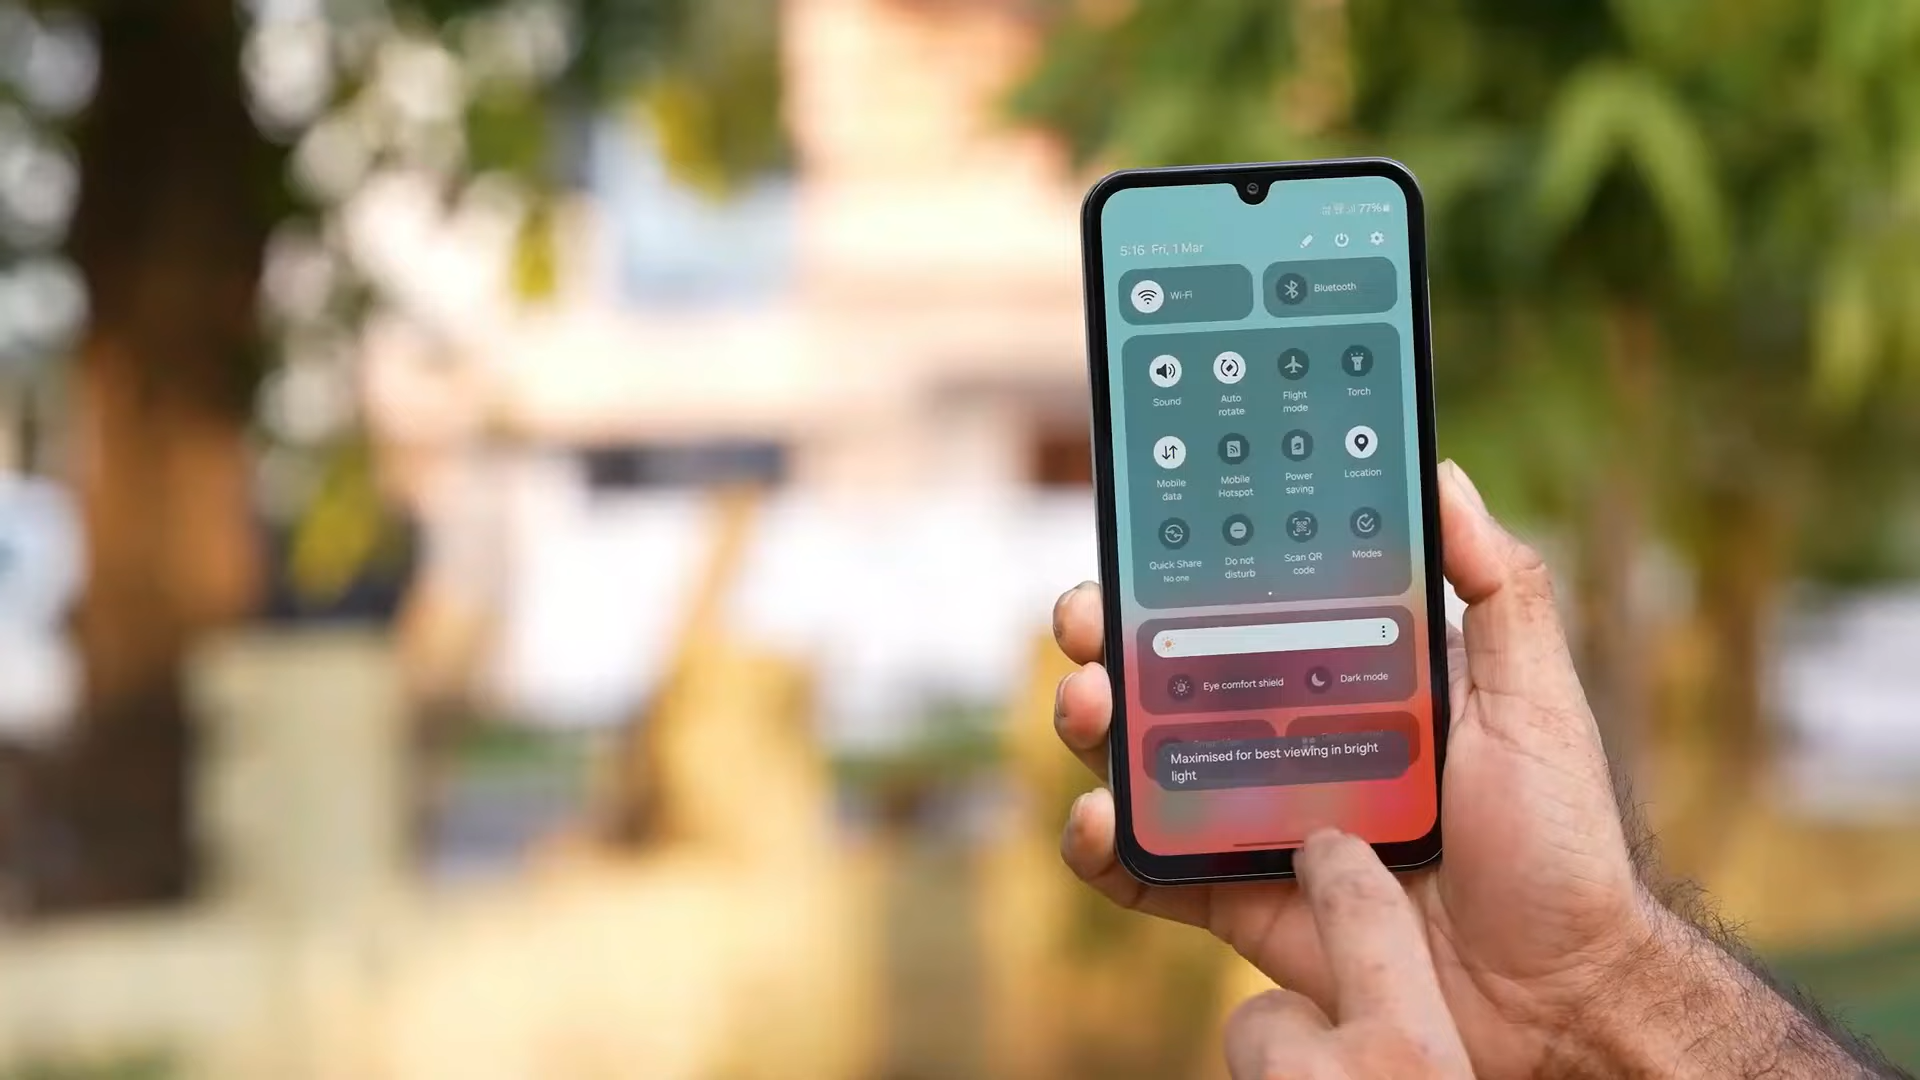 77%
5:16 Fri, 1 Mar
Wi-Fi
Bluetooth
Sound
Auto
rotate
Flight
mode
Torch
Mobile
data
Mobile
Hotspot
Power
saving
Location
Quick Share
No one
Do not
disturb
Scan QR
code
Modes
Eye comfort shield
Dark mode
Maximised for best viewing in bright
light